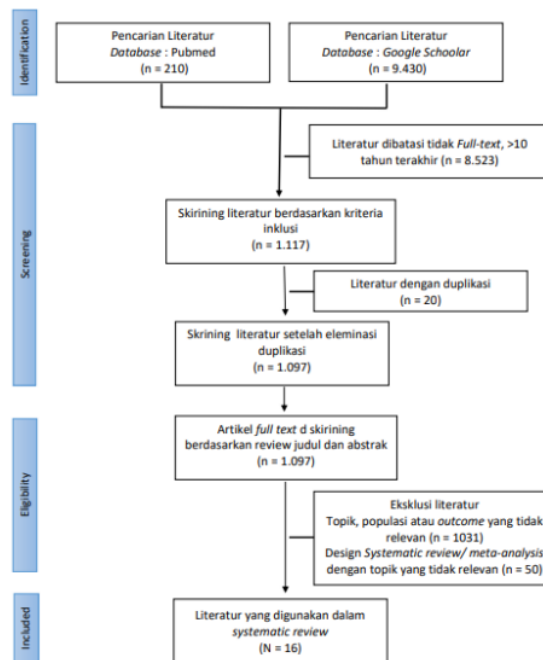 Identification
Pencarian Literatur
Database : Pubmed
(n = 210)
Pencarian Literatur
Database : Google Schoolar
(n = 9.430)
Screening
Literatur dibatasi tidak Full-text, >10
tahun terakhir (n = 8.523)
Skirining literatur berdasarkan kriteria
inklusi
(n = 1.117)
Literatur dengan duplikasi
(n = 20)
Skrining literatur setelah eleminasi
duplikasi
(n = 1.097)
Eligibility
Artikel full text d skirining
berdasarkan review judul dan abstrak
(n = 1.097)
Eksklusi literatur
Topik, populasi atau outcome yang tidak
relevan (n = 1031)
Design Systematic review/ meta-analysis
dengan topik yang tidak relevan (n = 50)
Included
Literatur yang digunakan dalam
systematic review
(N = 16)